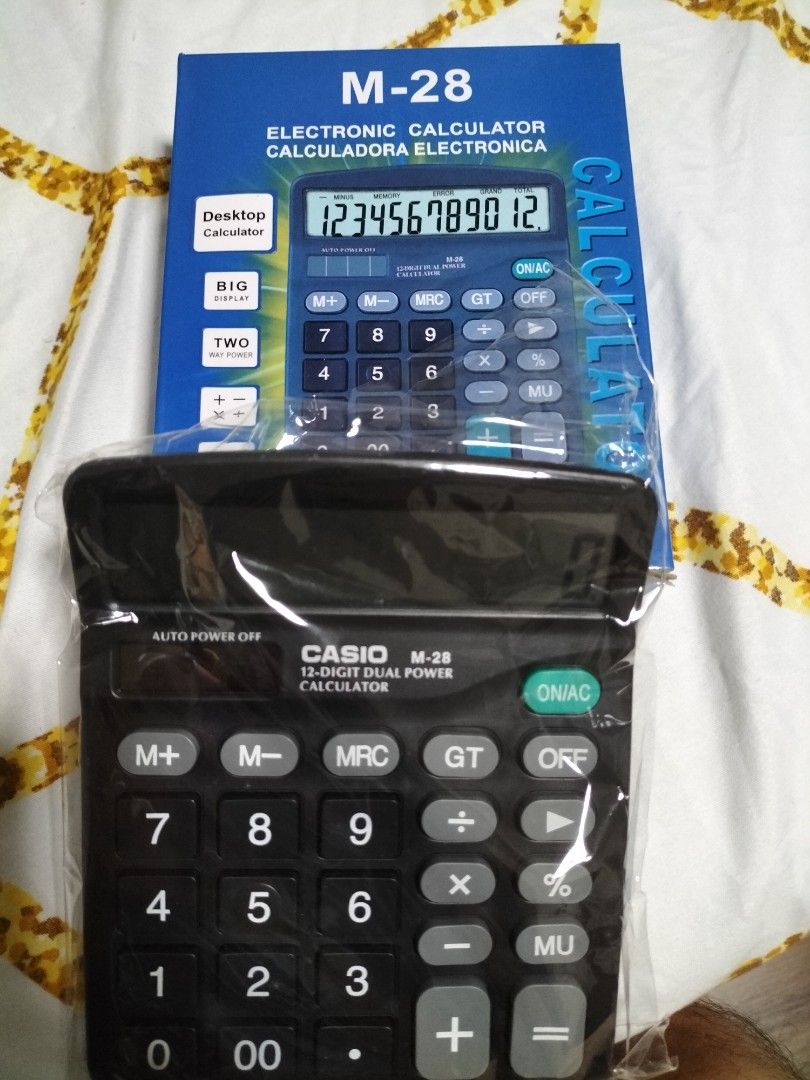 M-28
ELECTRONIC CALCULATOR
CALCULADORA ELECTRONICA
Desktop
Calculator
BIG
DISPLAY
TWO
WAY POWER
+ −
× ÷
— MINUS MEMORY ERROR GRAND TOTAL
123456789012.
AUTO POWER OFF
M-28
12-DIGIT DUAL POWER
CALCULATOR
ON/AC
M+ M− MRC GT OFF
7 8 9 ÷ ▶
4 5 6 × %
1 2 3 − MU
+ =
AUTO POWER OFF
CASIO M-28
12-DIGIT DUAL POWER
CALCULATOR
ON/AC
M+ M− MRC GT OFF
7 8 9 ÷ ▶
4 5 6 × %
1 2 3 − MU
0 00 . + =